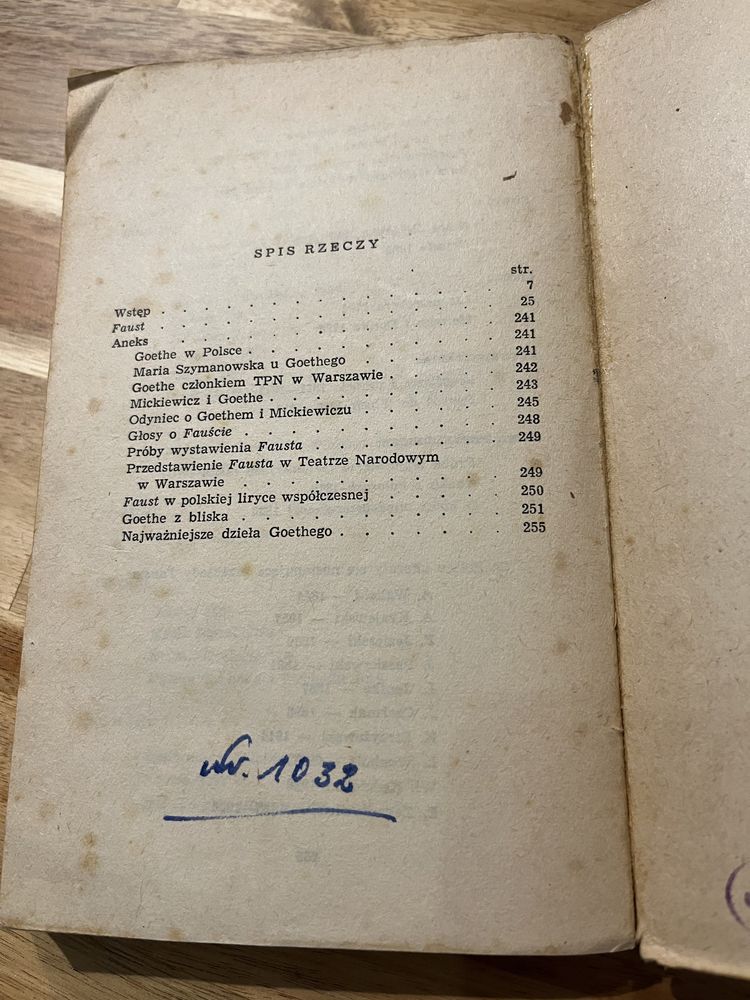 SPIS RZECZY
str.
Wstęp . . . . . . . . . . . 7
Faust . . . . . . . . . . . 25
Aneks . . . . . . . . . . . 241
Goethe w Polsce . . . . . . . . 241
Maria Szymanowska u Goethego . . . . . 241
Goethe członkiem TPN w Warszawie . . . . 242
Mickiewicz i Goethe . . . . . . . 243
Odyniec o Goethem i Mickiewiczu . . . . . 245
Głosy o Fauście . . . . . . . . 248
Próby wystawienia Fausta . . . . . . 249
Przedstawienie Fausta w Teatrze Narodowym
w Warszawie . . . . . . . . 249
Faust w polskiej liryce współczesnej . . . . . 250
Goethe z bliska . . . . . . . . 251
Najważniejsze dzieła Goethego . . . . . . 255
1032